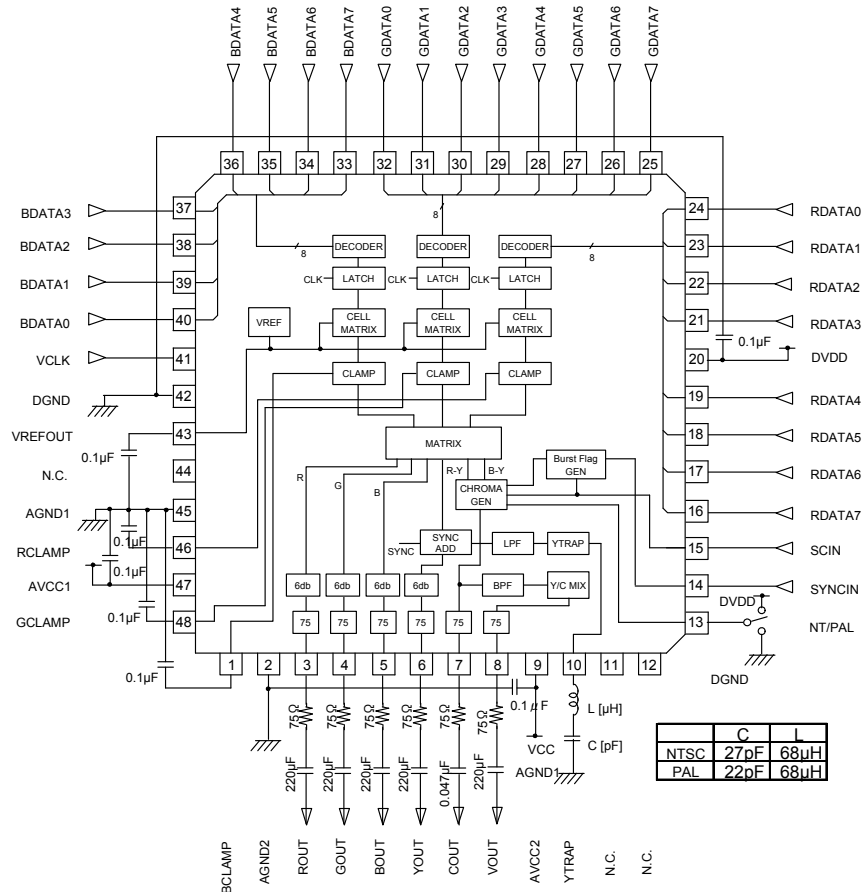 BDATA4 BDATA5 BDATA6 BDATA7 GDATA0 GDATA1 GDATA2 GDATA3 GDATA4 GDATA5 GDATA6 GDATA7
36 35 34 33 32 31 30 29 28 27 26 25
BDATA3 37 24 RDATA0
8
BDATA2 38 DECODER DECODER DECODER 23 RDATA1
8 8
BDATA1 39 CLK LATCH CLK LATCH CLK LATCH 22 RDATA2
BDATA0 40 VREF CELL MATRIX CELL MATRIX CELL MATRIX 21 RDATA3
0.1µF
VCLK 41 20 DVDD
CLAMP CLAMP CLAMP
DGND 42 19 RDATA4
VREFOUT 43 MATRIX 18 RDATA5
0.1µF
N.C. 44 R G B R-Y B-Y Burst Flag GEN 17 RDATA6
CHROMA GEN
AGND1 45 16 RDATA7
0.1µF
RCLAMP 46 SYNC SYNC ADD LPF YTRAP 15 SCIN
0.1µF
AVCC1 47 6db 6db 6db 6db BPF Y/C MIX 14 SYNCIN
DVDD
GCLAMP 48 75 75 75 75 75 75 13 NT/PAL
0.1µF
DGND
1 2 3 4 5 6 7 8 9 10 11 12
0.1µF
0.1µF
75Ω 75Ω 75Ω 75Ω 75Ω 75Ω
L [µH]
VCC
C [pF]
AGND1
220µF 220µF 220µF 220µF 0.047µF 220µF
C L
NTSC 27pF 68µH
PAL 22pF 68µH
BCLAMP AGND2 ROUT GOUT BOUT YOUT COUT VOUT AVCC2 YTRAP N.C. N.C.